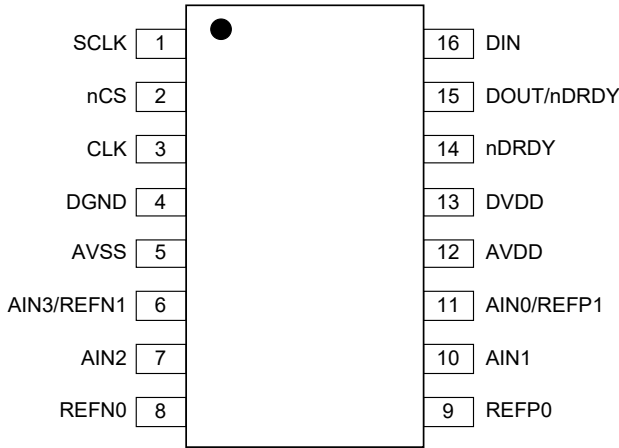 SCLK 1 16 DIN
nCS 2 15 DOUT/nDRDY
CLK 3 14 nDRDY
DGND 4 13 DVDD
AVSS 5 12 AVDD
AIN3/REFN1 6 11 AIN0/REFP1
AIN2 7 10 AIN1
REFN0 8 9 REFP0